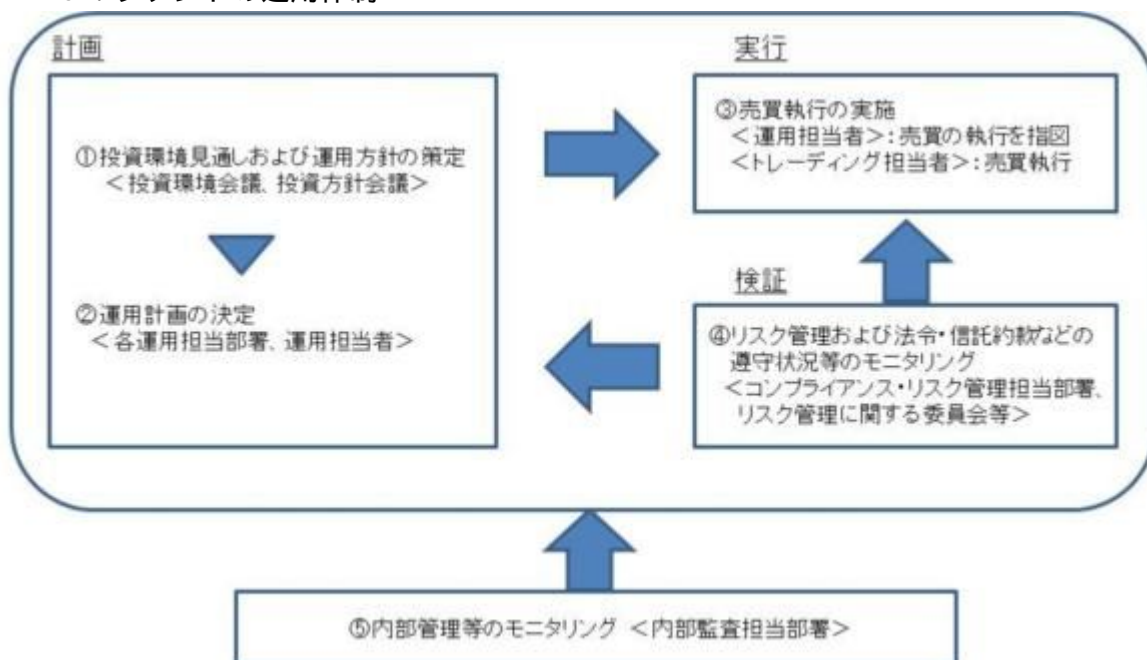 計画
①投資環境見通しおよび運用方針の策定
＜投資環境会議、投資方針会議＞
②運用計画の決定
＜各運用担当部署、運用担当者＞
実行
③売買執行の実施
＜運用担当者＞：売買の執行を指図
＜トレーディング担当者＞：売買執行
検証
④リスク管理および法令・信託約款などの
遵守状況等のモニタリング
＜コンプライアンス・リスク管理担当部署、
リスク管理に関する委員会等＞
⑤内部管理等のモニタリング ＜内部監査担当部署＞